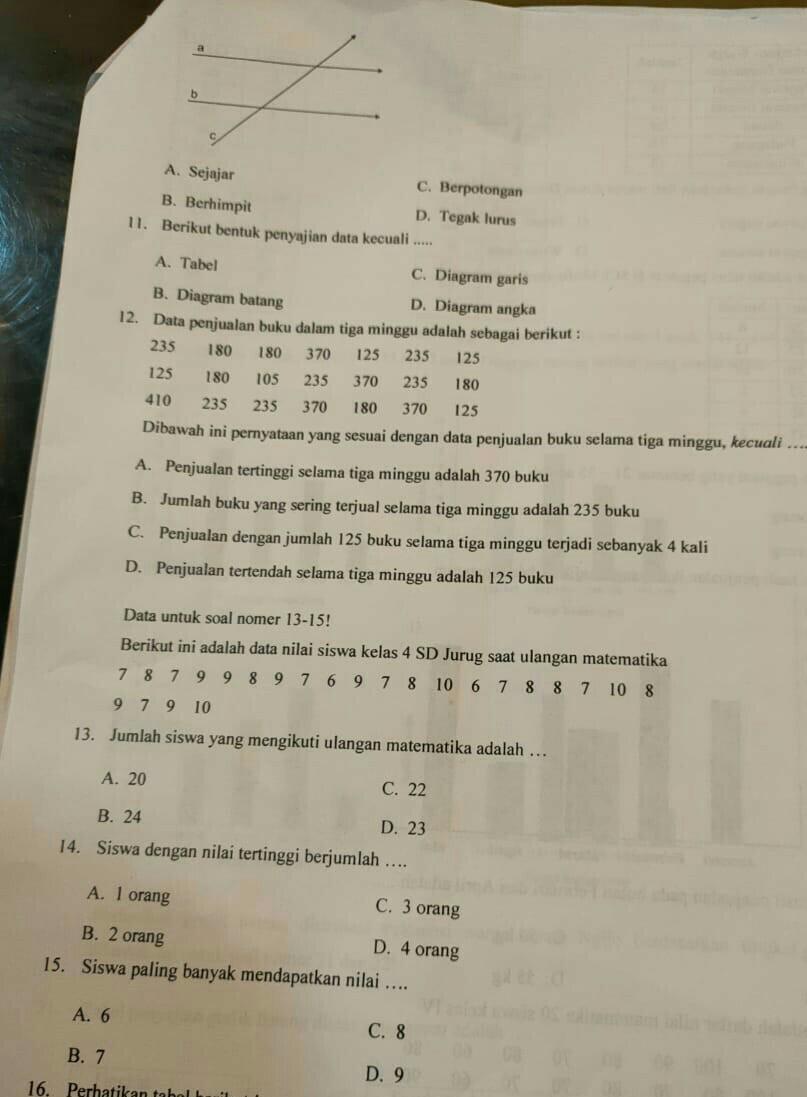 a
b
c
A. Sejajar
C. Berpotongan
B. Berhimpit
D. Tegak lurus
11. Berikut bentuk penyajian data kecuali .....
A. Tabel
C. Diagram garis
B. Diagram batang
D. Diagram angka
12. Data penjualan buku dalam tiga minggu adalah sebagai berikut :
235 180 180 370 125 235 125
125 180 105 235 370 235 180
410 235 235 370 180 370 125
Dibawah ini pernyataan yang sesuai dengan data penjualan buku selama tiga minggu, kecuali ....
A. Penjualan tertinggi selama tiga minggu adalah 370 buku
B. Jumlah buku yang sering terjual selama tiga minggu adalah 235 buku
C. Penjualan dengan jumlah 125 buku selama tiga minggu terjadi sebanyak 4 kali
D. Penjualan tertendah selama tiga minggu adalah 125 buku
Data untuk soal nomer 13-15!
Berikut ini adalah data nilai siswa kelas 4 SD Jurug saat ulangan matematika
7 8 7 9 9 8 9 7 6 9 7 8 10 6 7 8 8 7 10 8
9 7 9 10
13. Jumlah siswa yang mengikuti ulangan matematika adalah ...
A. 20
C. 22
B. 24
D. 23
14. Siswa dengan nilai tertinggi berjumlah ....
A. 1 orang
C. 3 orang
B. 2 orang
D. 4 orang
15. Siswa paling banyak mendapatkan nilai ....
A. 6
C. 8
B. 7
D. 9
16. Perhatikan tabel